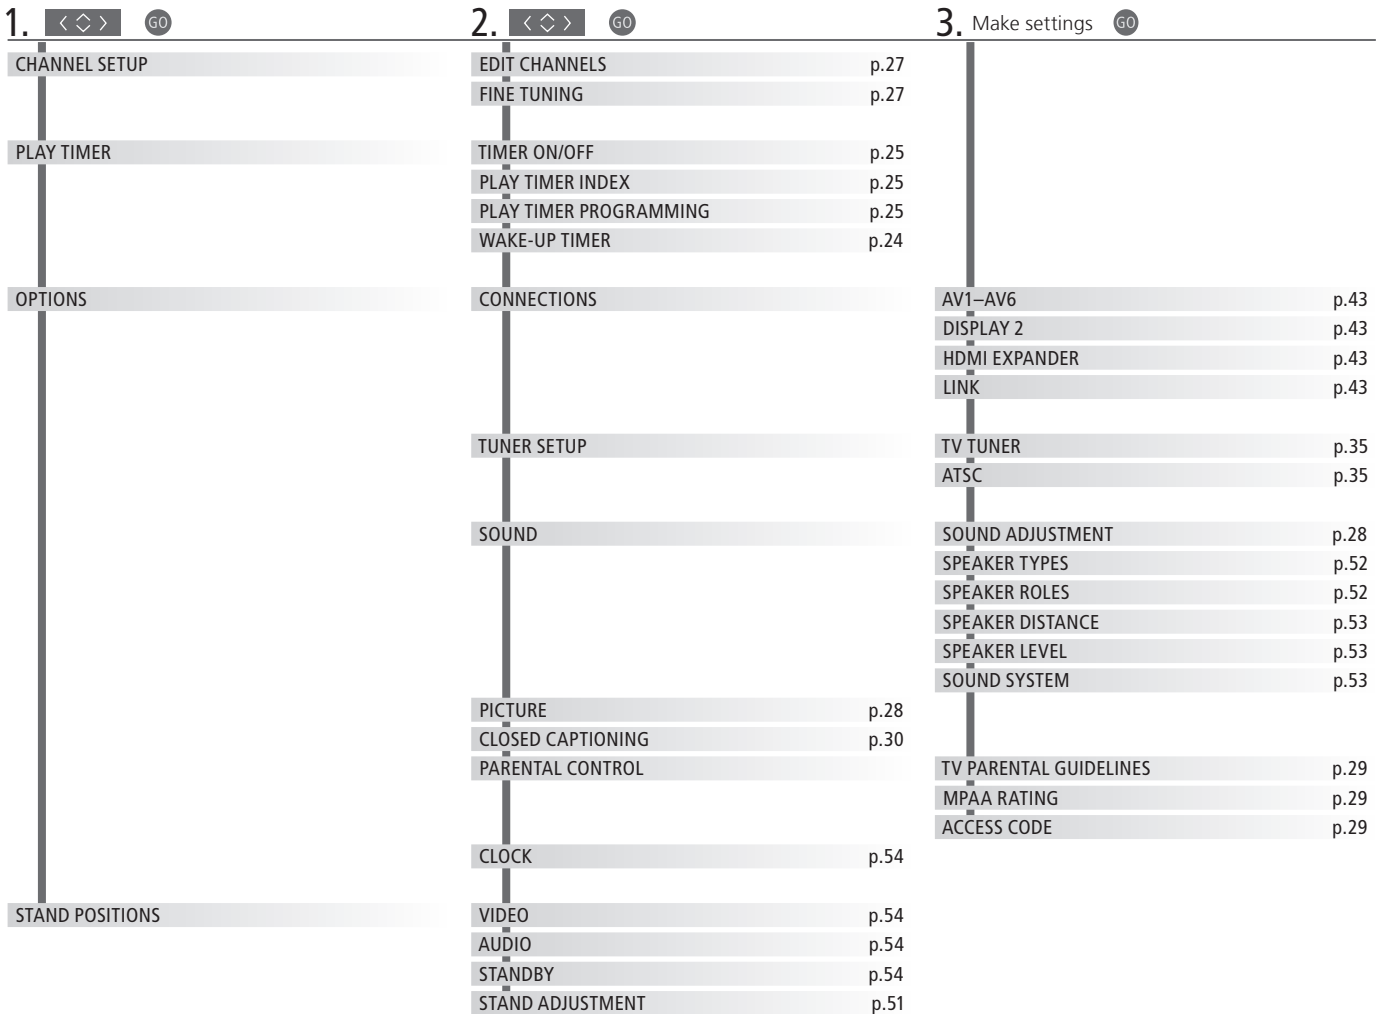 1. GO 2. GO 3. Make settings GO
CHANNEL SETUP EDIT CHANNELS p.27
FINE TUNING p.27
PLAY TIMER TIMER ON/OFF p.25
PLAY TIMER INDEX p.25
PLAY TIMER PROGRAMMING p.25
WAKE-UP TIMER p.24
OPTIONS CONNECTIONS AV1–AV6 p.43
DISPLAY 2 p.43
HDMI EXPANDER p.43
LINK p.43
TUNER SETUP TV TUNER p.35
ATSC p.35
SOUND SOUND ADJUSTMENT p.28
SPEAKER TYPES p.52
SPEAKER ROLES p.52
SPEAKER DISTANCE p.53
SPEAKER LEVEL p.53
SOUND SYSTEM p.53
PICTURE p.28
CLOSED CAPTIONING p.30
PARENTAL CONTROL TV PARENTAL GUIDELINES p.29
MPAA RATING p.29
ACCESS CODE p.29
CLOCK p.54
STAND POSITIONS VIDEO p.54
AUDIO p.54
STANDBY p.54
STAND ADJUSTMENT p.51